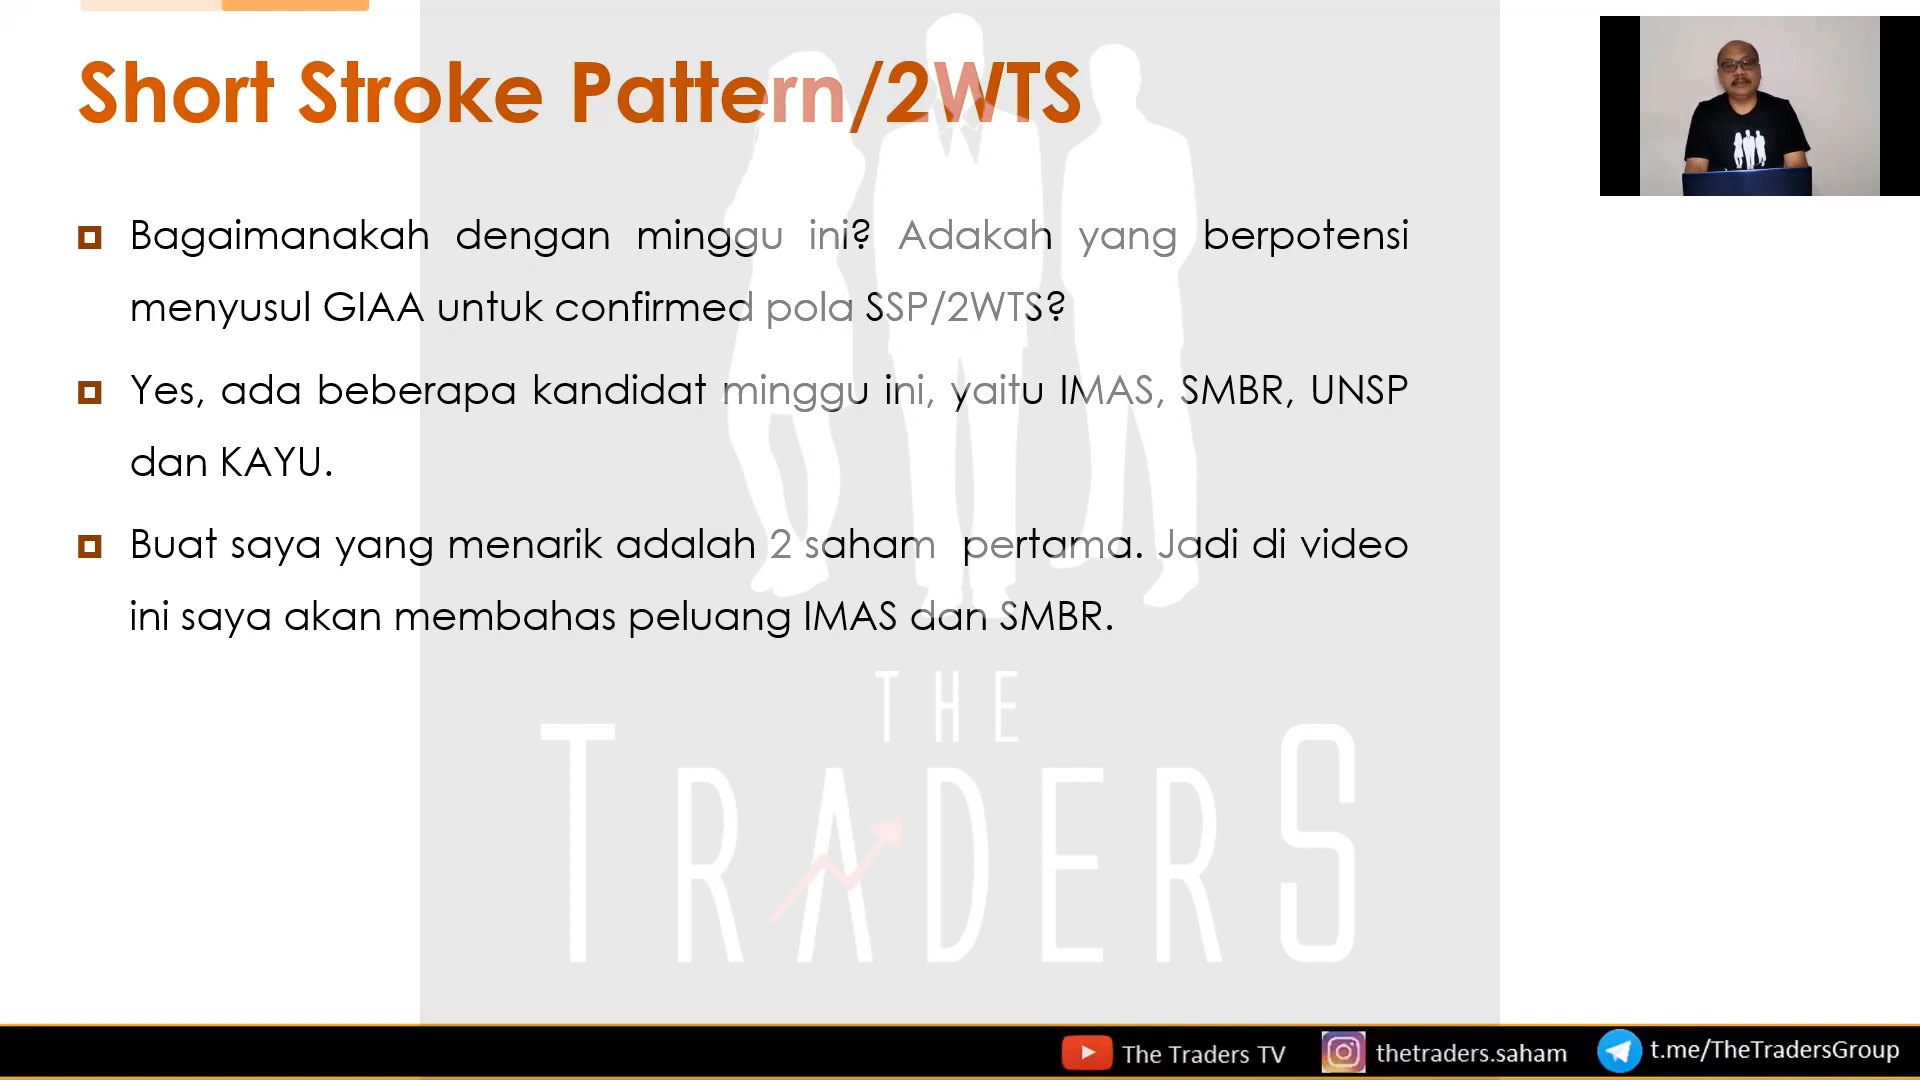 Short Stroke Pattern/2WTS
Bagaimanakah dengan minggu ini? Adakah yang berpotensi
menyusul GIAA untuk confirmed pola SSP/2WTS?
Yes, ada beberapa kandidat minggu ini, yaitu IMAS, SMBR, UNSP
dan KAYU.
Buat saya yang menarik adalah 2 saham pertama. Jadi di video
ini saya akan membahas peluang IMAS dan SMBR.
THE
TRADERS
The Traders TV
thetraders.saham
t.me/TheTradersGroup